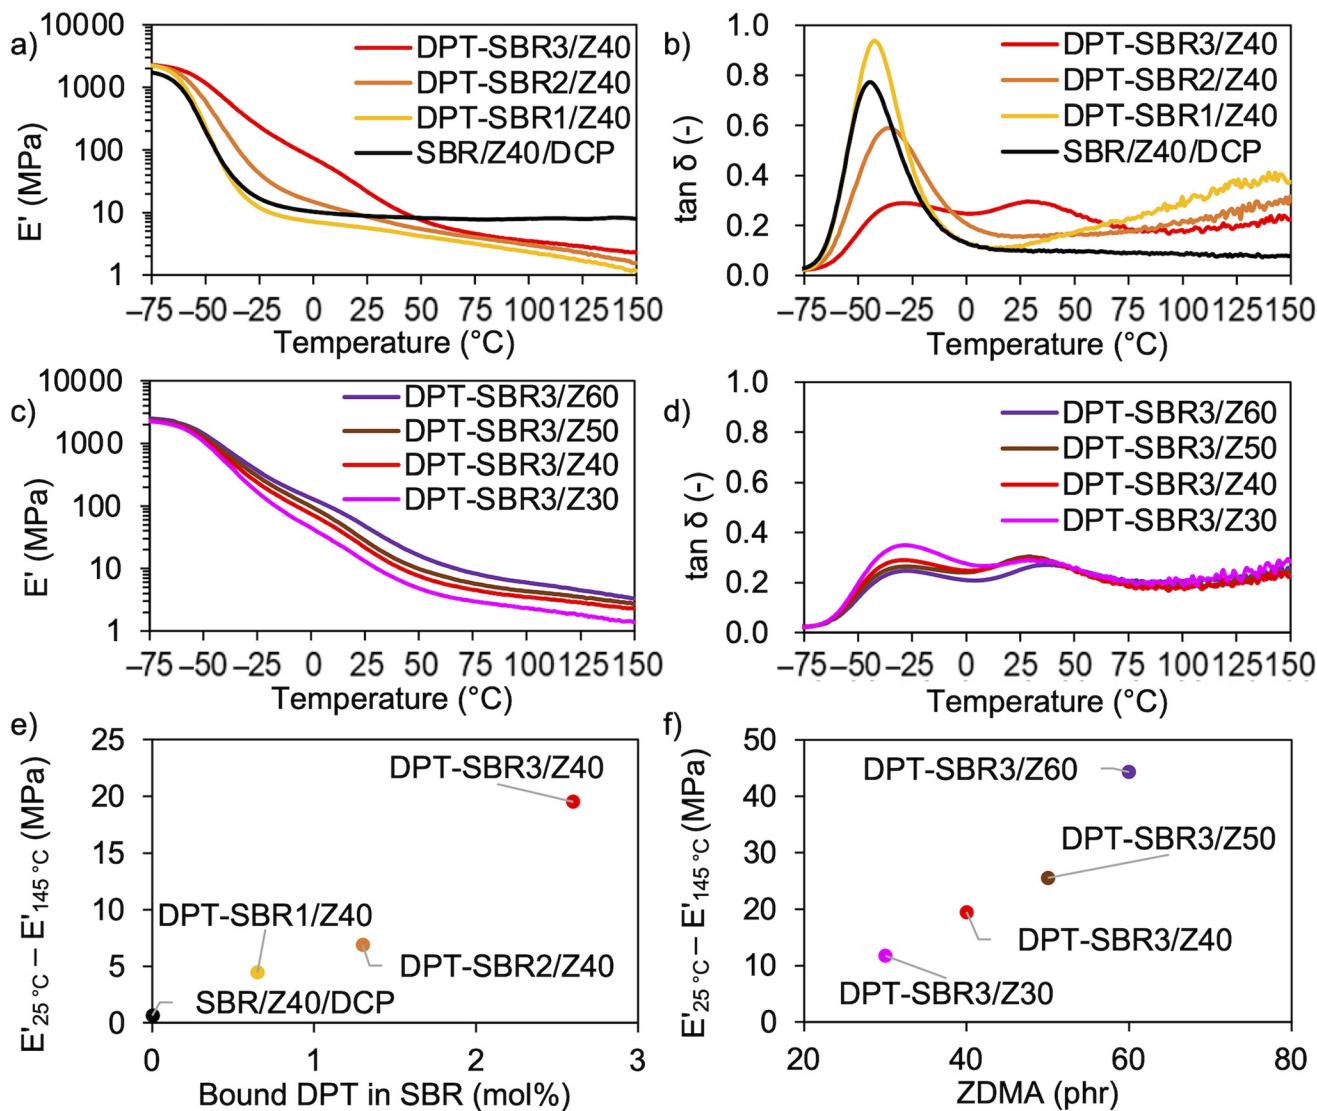 a)
E' (MPa)
10000
1000
100
10
1
DPT-SBR3/Z40
DPT-SBR2/Z40
DPT-SBR1/Z40
SBR/Z40/DCP
–75 –50 –25 0 25 50 75 100 125 150
Temperature (°C)
b)
tan δ (-)
1.0
0.8
0.6
0.4
0.2
0.0
DPT-SBR3/Z40
DPT-SBR2/Z40
DPT-SBR1/Z40
SBR/Z40/DCP
–75 –50 –25 0 25 50 75 100 125 150
Temperature (°C)
c)
E' (MPa)
10000
1000
100
10
1
DPT-SBR3/Z60
DPT-SBR3/Z50
DPT-SBR3/Z40
DPT-SBR3/Z30
–75 –50 –25 0 25 50 75 100 125 150
Temperature (°C)
d)
tan δ (-)
1.0
0.8
0.6
0.4
0.2
0.0
DPT-SBR3/Z60
DPT-SBR3/Z50
DPT-SBR3/Z40
DPT-SBR3/Z30
–75 –50 –25 0 25 50 75 100 125 150
Temperature (°C)
e)
E'25 °C – E'145 °C (MPa)
25
20
15
10
5
0
DPT-SBR3/Z40
DPT-SBR1/Z40
DPT-SBR2/Z40
SBR/Z40/DCP
0 1 2 3
Bound DPT in SBR (mol%)
f)
E'25 °C – E'145 °C (MPa)
50
40
30
20
10
0
DPT-SBR3/Z60
DPT-SBR3/Z50
DPT-SBR3/Z40
DPT-SBR3/Z30
20 40 60 80
ZDMA (phr)